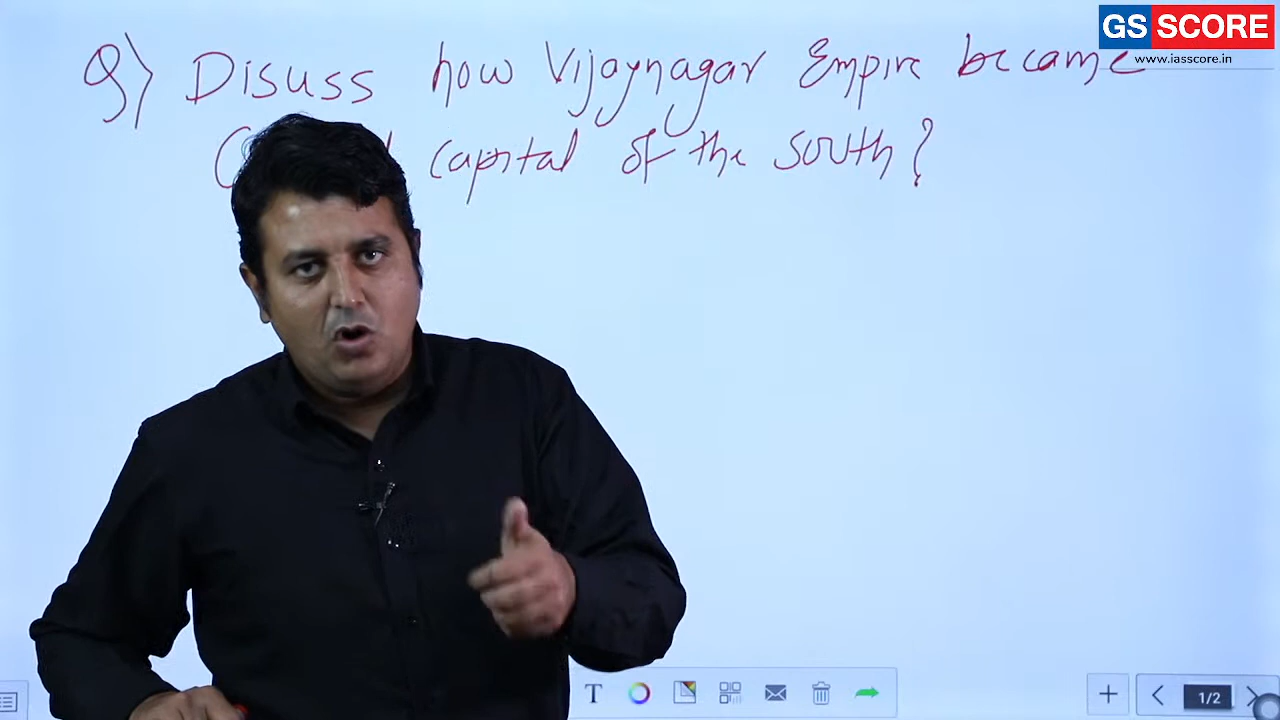 GS SCORE
www.iasscore.in
Q) Disuss how Vijaynagar Empire became
capital of the south?
T
1/2